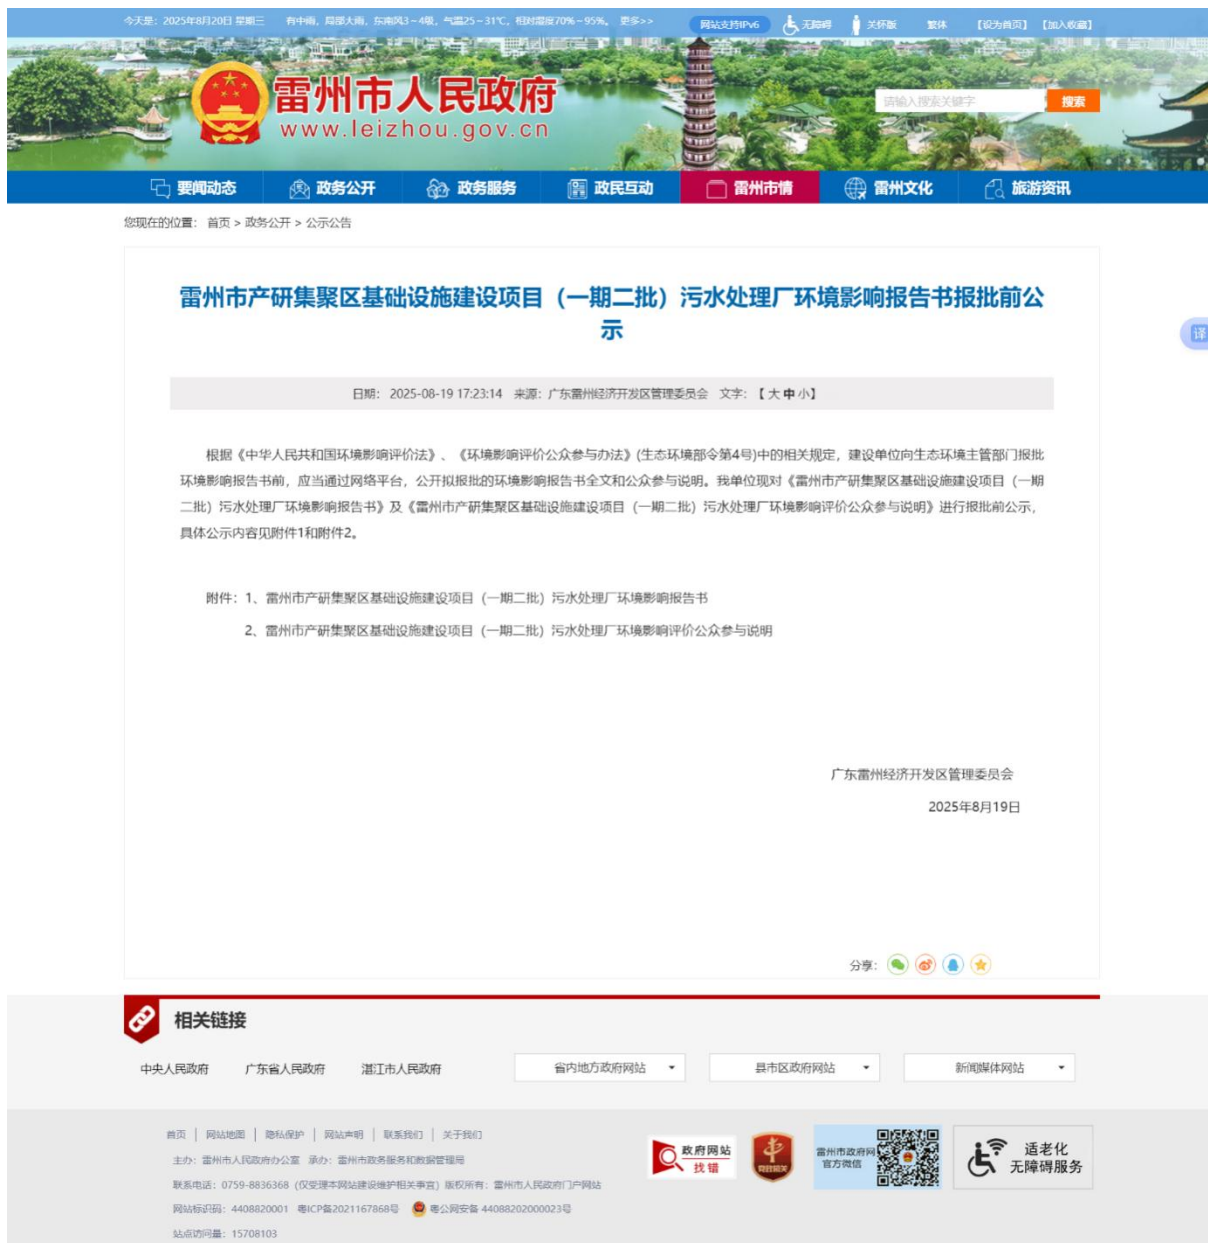 今天是：2025年8月20日 星期三 有中雨，局部大雨，东南风3~4级，气温25~31℃，相对湿度70%~95%。 更多>> 网站支持IPv6 无障碍 关怀版 繁体 【设为首页】 【加入收藏】
雷州市人民政府
www.leizhou.gov.cn
请输入搜索关键字 搜索
要闻动态 政务公开 政务服务 政民互动 雷州市情 雷州文化 旅游资讯
您现在的位置： 首页 > 政务公开 > 公示公告
雷州市产研集聚区基础设施建设项目（一期二批）污水处理厂环境影响报告书报批前公
示
译
日期： 2025-08-19 17:23:14 来源：广东雷州经济开发区管理委员会 文字：【 大 中 小】
根据《中华人民共和国环境影响评价法》、《环境影响评价公众参与办法》(生态环境部令第4号)中的相关规定，建设单位向生态环境主管部门报批
环境影响报告书前，应当通过网络平台，公开拟报批的环境影响报告书全文和公众参与说明。我单位现对《雷州市产研集聚区基础设施建设项目（一期
二批）污水处理厂环境影响报告书》及《雷州市产研集聚区基础设施建设项目（一期二批）污水处理厂环境影响评价公众参与说明》进行报批前公示，
具体公示内容见附件1和附件2。
附件：1、雷州市产研集聚区基础设施建设项目（一期二批）污水处理厂环境影响报告书
2、雷州市产研集聚区基础设施建设项目（一期二批）污水处理厂环境影响评价公众参与说明
广东雷州经济开发区管理委员会
2025年8月19日
分享：
相关链接
中央人民政府 广东省人民政府 湛江市人民政府 省内地方政府网站 县市区政府网站 新闻媒体网站
首页 | 网站地图 | 隐私保护 | 网站声明 | 联系我们 | 关于我们
主办：雷州市人民政府办公室 承办：雷州市政务服务和数据管理局
联系电话：0759-8836368（仅受理本网站建设维护相关事宜）版权所有：雷州市人民政府门户网站
网站标识码：4408820001 粤ICP备2021167868号 粤公网安备 44088202000023号
站点访问量：15708103
政府网站
找错
党政机关
雷州市政府网
官方微信
适老化
无障碍服务